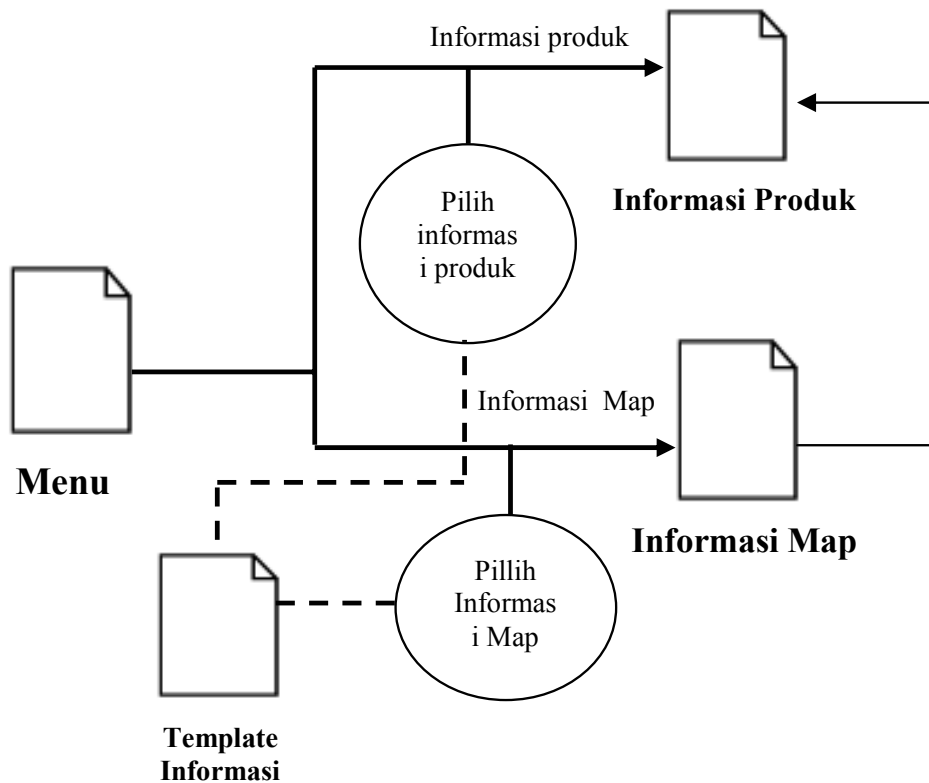 Informasi produk
Informasi Produk
Pilih
informas
i produk
Informasi  Map
Menu
Informasi Map
Pillih
Informas
i Map
Template
Informasi